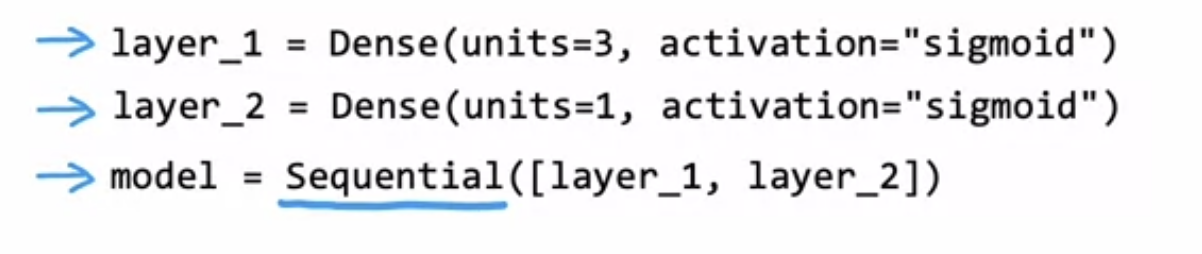 layer_1 = Dense(units=3, activation="sigmoid")
layer_2 = Dense(units=1, activation="sigmoid")
model = Sequential([layer_1, layer_2])